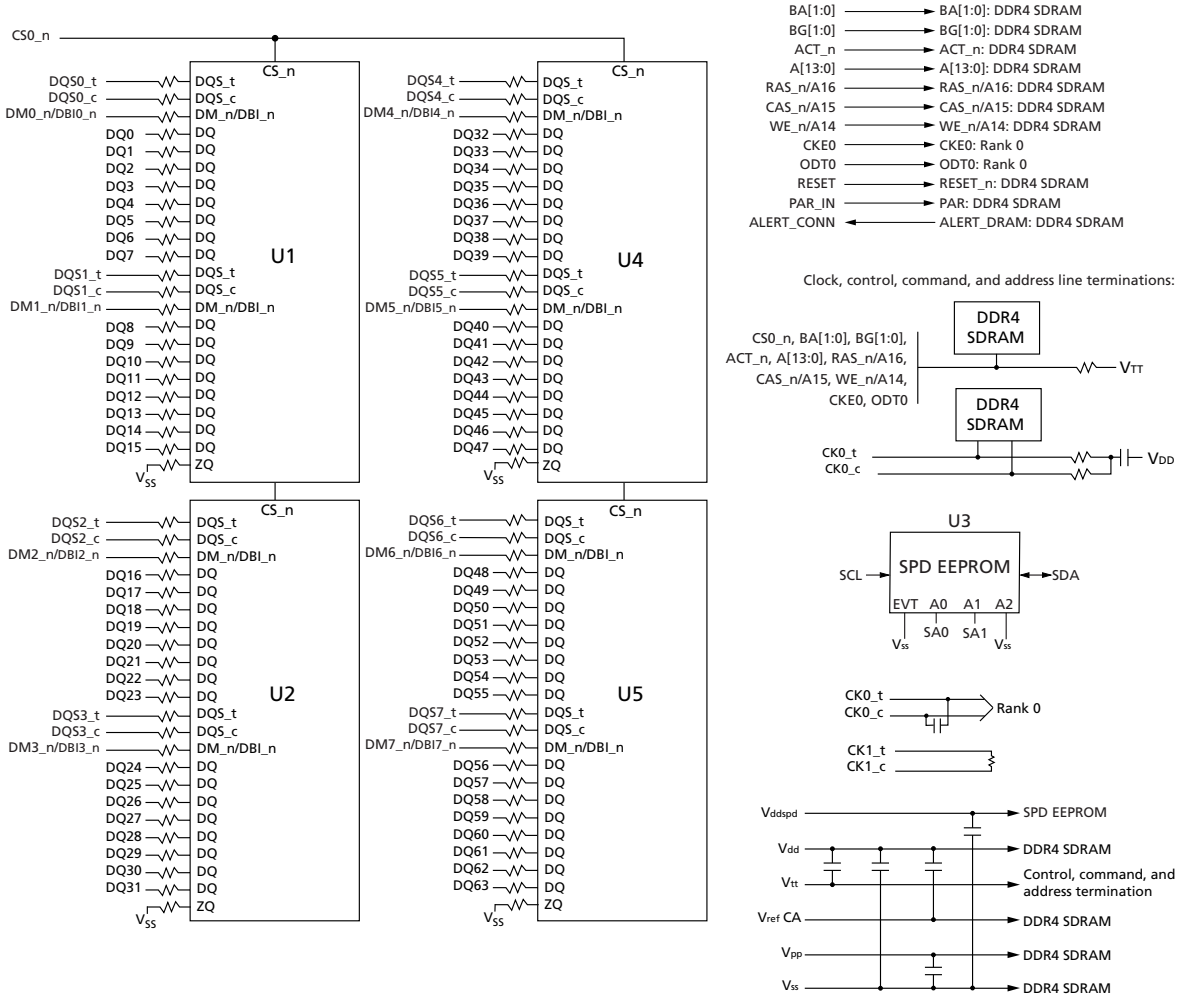 CS0_n
CS_n
DQS0_t DQS_t
DQS0_c DQS_c
DM0_n/DBI0_n DM_n/DBI_n
DQ0 DQ
DQ1 DQ
DQ2 DQ
DQ3 DQ
DQ4 DQ
DQ5 DQ
DQ6 DQ
DQ7 DQ
U1
DQS1_t DQS_t
DQS1_c DQS_c
DM1_n/DBI1_n DM_n/DBI_n
DQ8 DQ
DQ9 DQ
DQ10 DQ
DQ11 DQ
DQ12 DQ
DQ13 DQ
DQ14 DQ
DQ15 DQ
VSS ZQ
CS_n
DQS2_t DQS_t
DQS2_c DQS_c
DM2_n/DBI2_n DM_n/DBI_n
DQ16 DQ
DQ17 DQ
DQ18 DQ
DQ19 DQ
DQ20 DQ
DQ21 DQ
DQ22 DQ
DQ23 DQ
U2
DQS3_t DQS_t
DQS3_c DQS_c
DM3_n/DBI3_n DM_n/DBI_n
DQ24 DQ
DQ25 DQ
DQ26 DQ
DQ27 DQ
DQ28 DQ
DQ29 DQ
DQ30 DQ
DQ31 DQ
VSS ZQ
CS_n
DQS4_t DQS_t
DQS4_c DQS_c
DM4_n/DBI4_n DM_n/DBI_n
DQ32 DQ
DQ33 DQ
DQ34 DQ
DQ35 DQ
DQ36 DQ
DQ37 DQ
DQ38 DQ
DQ39 DQ
U4
DQS5_t DQS_t
DQS5_c DQS_c
DM5_n/DBI5_n DM_n/DBI_n
DQ40 DQ
DQ41 DQ
DQ42 DQ
DQ43 DQ
DQ44 DQ
DQ45 DQ
DQ46 DQ
DQ47 DQ
VSS ZQ
CS_n
DQS6_t DQS_t
DQS6_c DQS_c
DM6_n/DBI6_n DM_n/DBI_n
DQ48 DQ
DQ49 DQ
DQ50 DQ
DQ51 DQ
DQ52 DQ
DQ53 DQ
DQ54 DQ
DQ55 DQ
U5
DQS7_t DQS_t
DQS7_c DQS_c
DM7_n/DBI7_n DM_n/DBI_n
DQ56 DQ
DQ57 DQ
DQ58 DQ
DQ59 DQ
DQ60 DQ
DQ61 DQ
DQ62 DQ
DQ63 DQ
VSS ZQ
BA[1:0] BA[1:0]: DDR4 SDRAM
BG[1:0] BG[1:0]: DDR4 SDRAM
ACT_n ACT_n: DDR4 SDRAM
A[13:0] A[13:0]: DDR4 SDRAM
RAS_n/A16 RAS_n/A16: DDR4 SDRAM
CAS_n/A15 CAS_n/A15: DDR4 SDRAM
WE_n/A14 WE_n/A14: DDR4 SDRAM
CKE0 CKE0: Rank 0
ODT0 ODT0: Rank 0
RESET RESET_n: DDR4 SDRAM
PAR_IN PAR: DDR4 SDRAM
ALERT_CONN ALERT_DRAM: DDR4 SDRAM
Clock, control, command, and address line terminations:
DDR4
SDRAM
CS0_n, BA[1:0], BG[1:0],
ACT_n, A[13:0], RAS_n/A16,
CAS_n/A15, WE_n/A14,
CKE0, ODT0
VTT
DDR4
SDRAM
CK0_t
CK0_c
VDD
U3
SPD EEPROM
SCL SDA
EVT A0 A1 A2
Vss SA0 SA1 Vss
CK0_t
CK0_c
Rank 0
CK1_t
CK1_c
Vddspd SPD EEPROM
Vdd DDR4 SDRAM
Vtt Control, command, and
address termination
Vref CA DDR4 SDRAM
Vpp DDR4 SDRAM
Vss DDR4 SDRAM